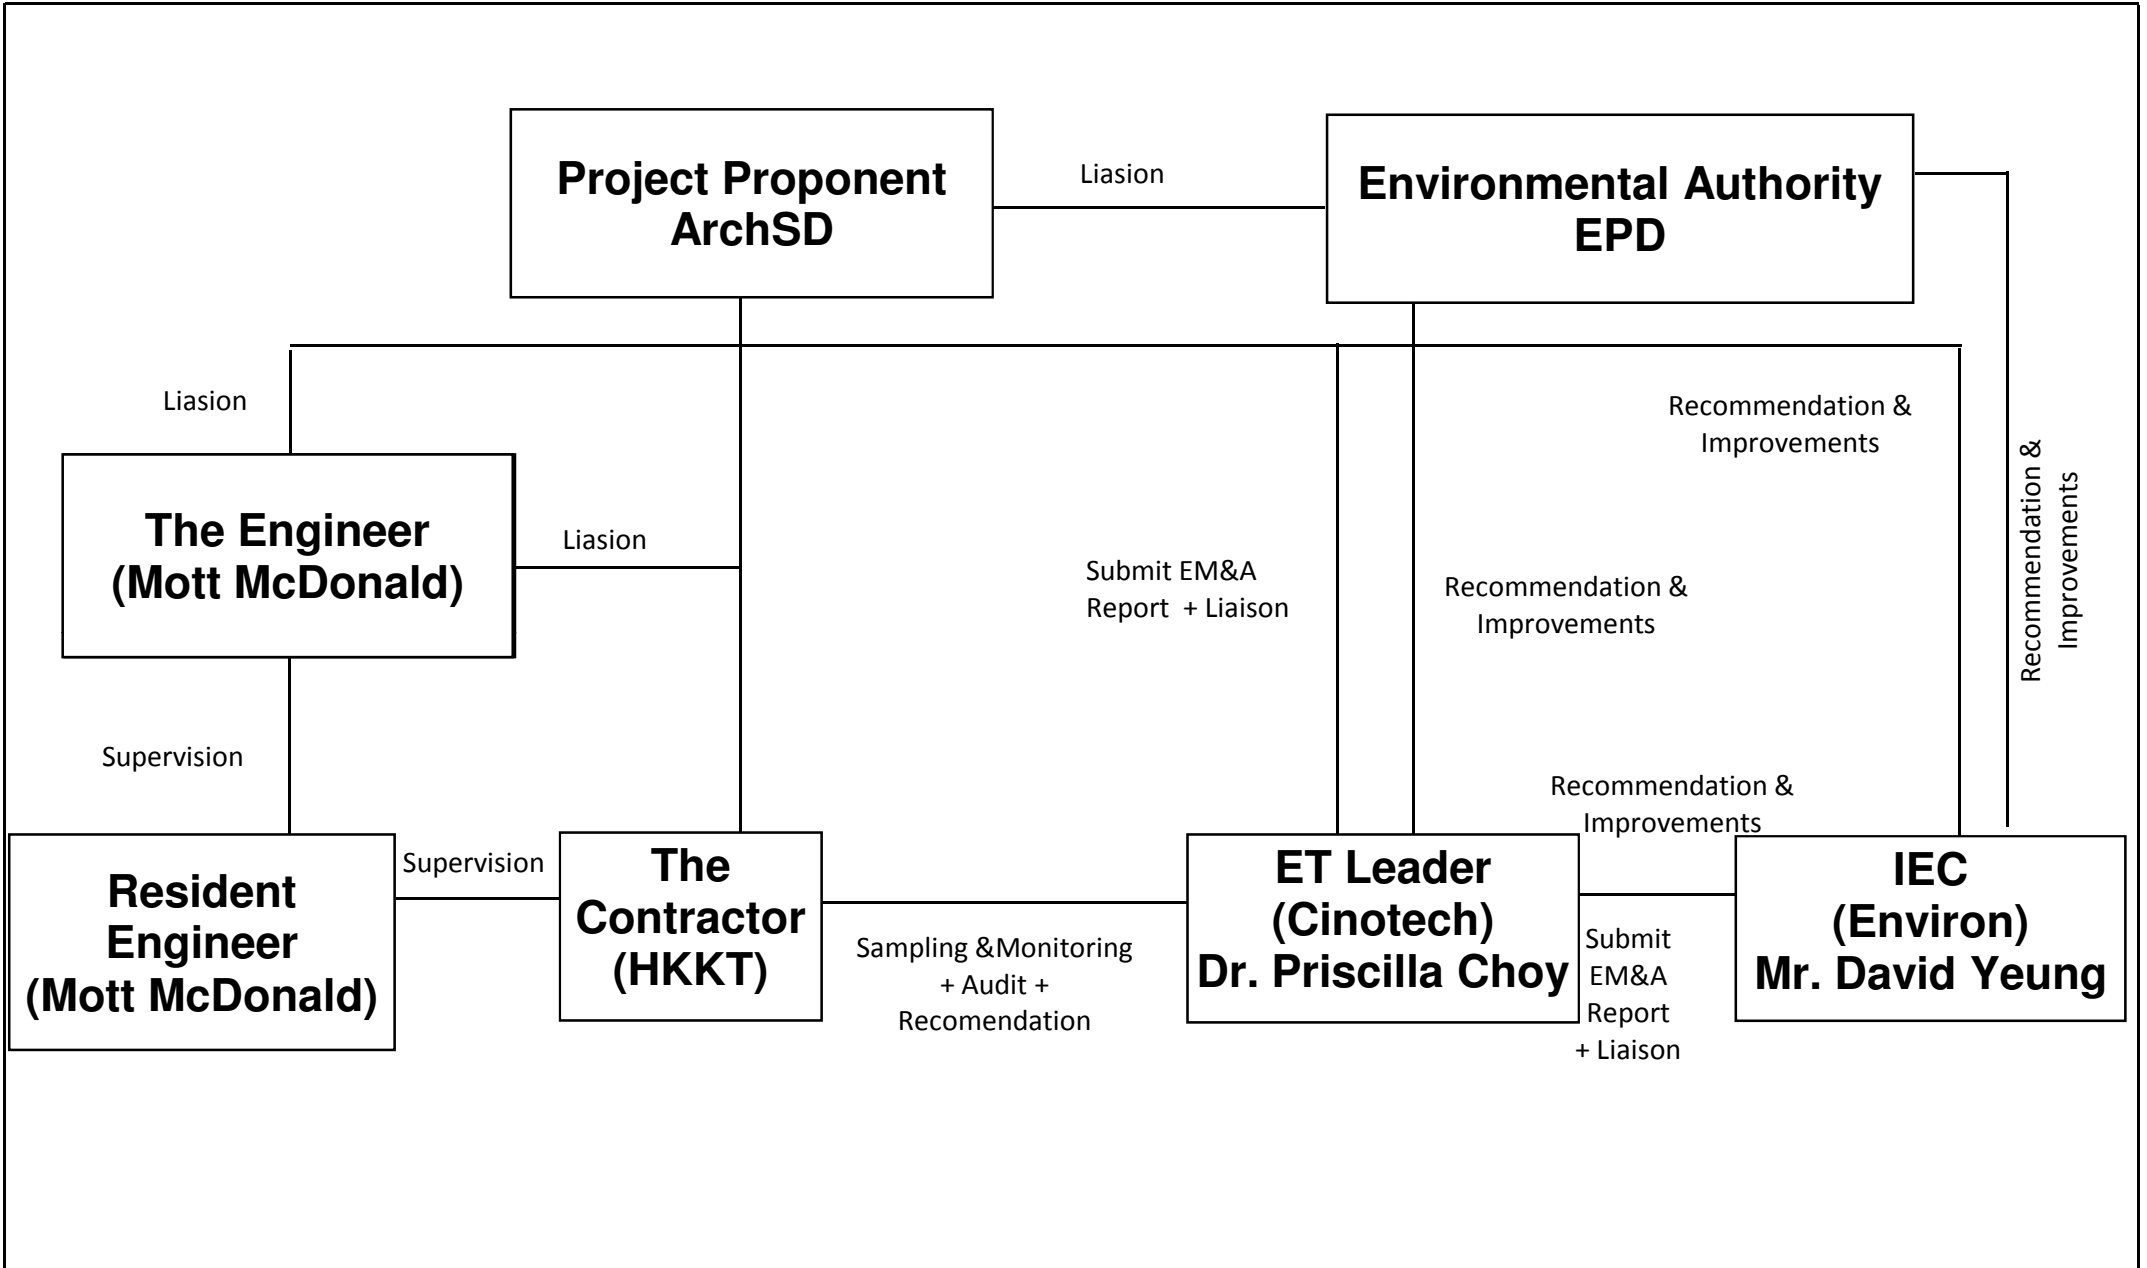 Project Proponent
ArchSD
Liasion
Environmental Authority
EPD
Liasion
Recommendation &
Improvements
Recommendation &
Improvements
The Engineer
(Mott McDonald)
Liasion
Submit EM&A
Report + Liaison
Recommendation &
Improvements
Supervision
Recommendation &
Improvements
Resident
Engineer
(Mott McDonald)
Supervision
The
Contractor
(HKKT)
Sampling &Monitoring
+ Audit +
Recomendation
ET Leader
(Cinotech)
Dr. Priscilla Choy
Submit
EM&A
Report
+ Liaison
IEC
(Environ)
Mr. David Yeung